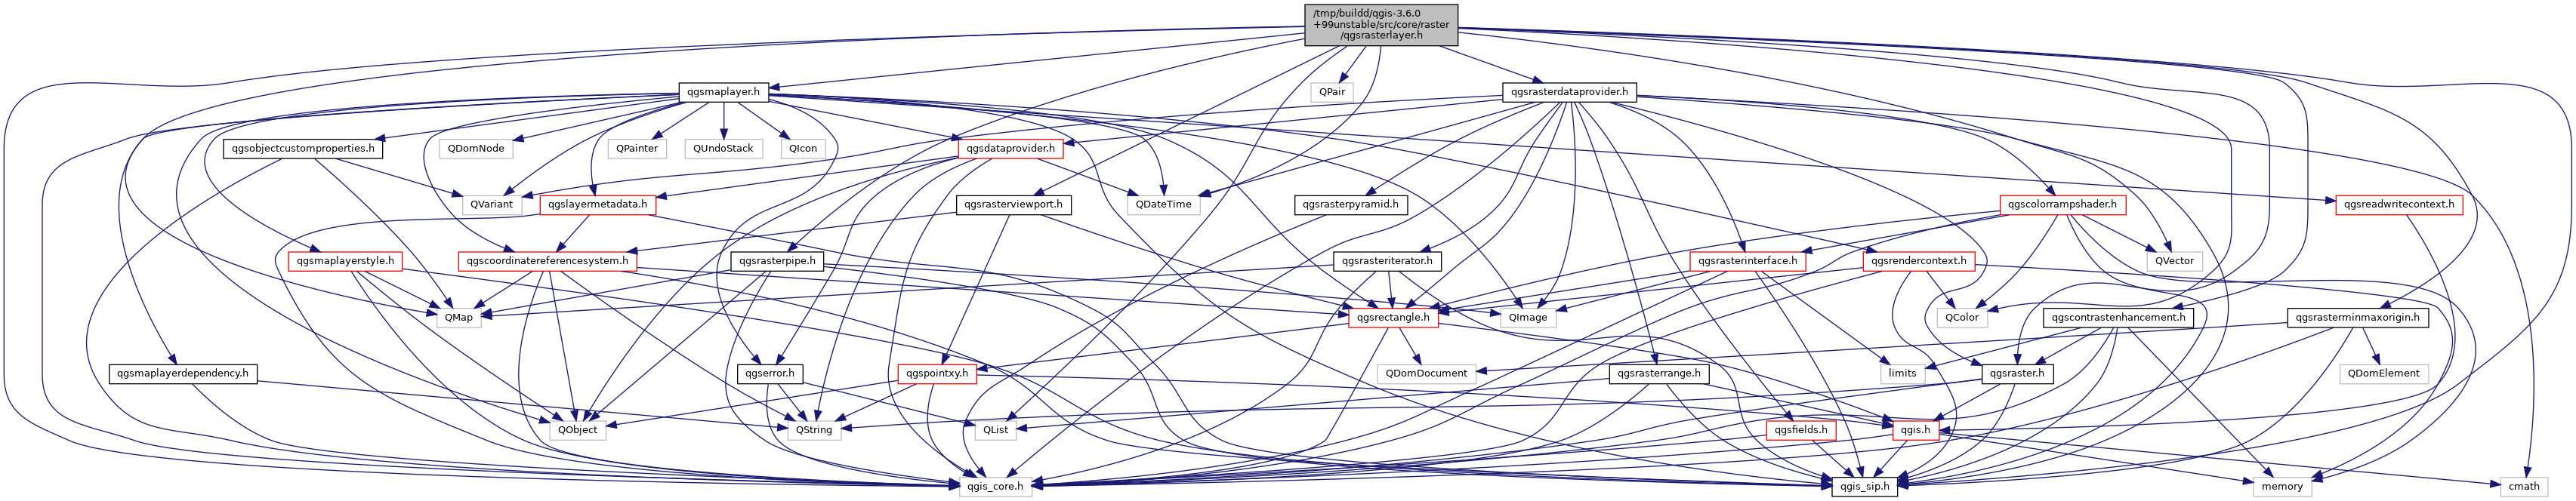 /tmp/buildd/qgis-3.6.0
+99unstable/src/core/raster
/qgsrasterlayer.h
qgsmaplayer.h
QPair
qgsrasterdataprovider.h
qgsobjectcustomproperties.h
QDomNode
QPainter
QUndoStack
QIcon
qgsdataprovider.h
QVariant
qgslayermetadata.h
qgsrasterviewport.h
QDateTime
qgsrasterpyramid.h
qgscolorrampshader.h
qgsreadwritecontext.h
qgsmaplayerstyle.h
qgscoordinatereferencesystem.h
qgsrasterpipe.h
qgsrasteriterator.h
qgsrasterinterface.h
qgsrendercontext.h
QVector
QMap
qgsrectangle.h
QImage
QColor
qgscontrastenhancement.h
qgsrasterminmaxorigin.h
qgsmaplayerdependency.h
qgserror.h
qgspointxy.h
QDomDocument
qgsrasterrange.h
limits
qgsraster.h
QDomElement
QObject
QString
QList
qgsfields.h
qgis.h
qgis_core.h
qgis_sip.h
memory
cmath